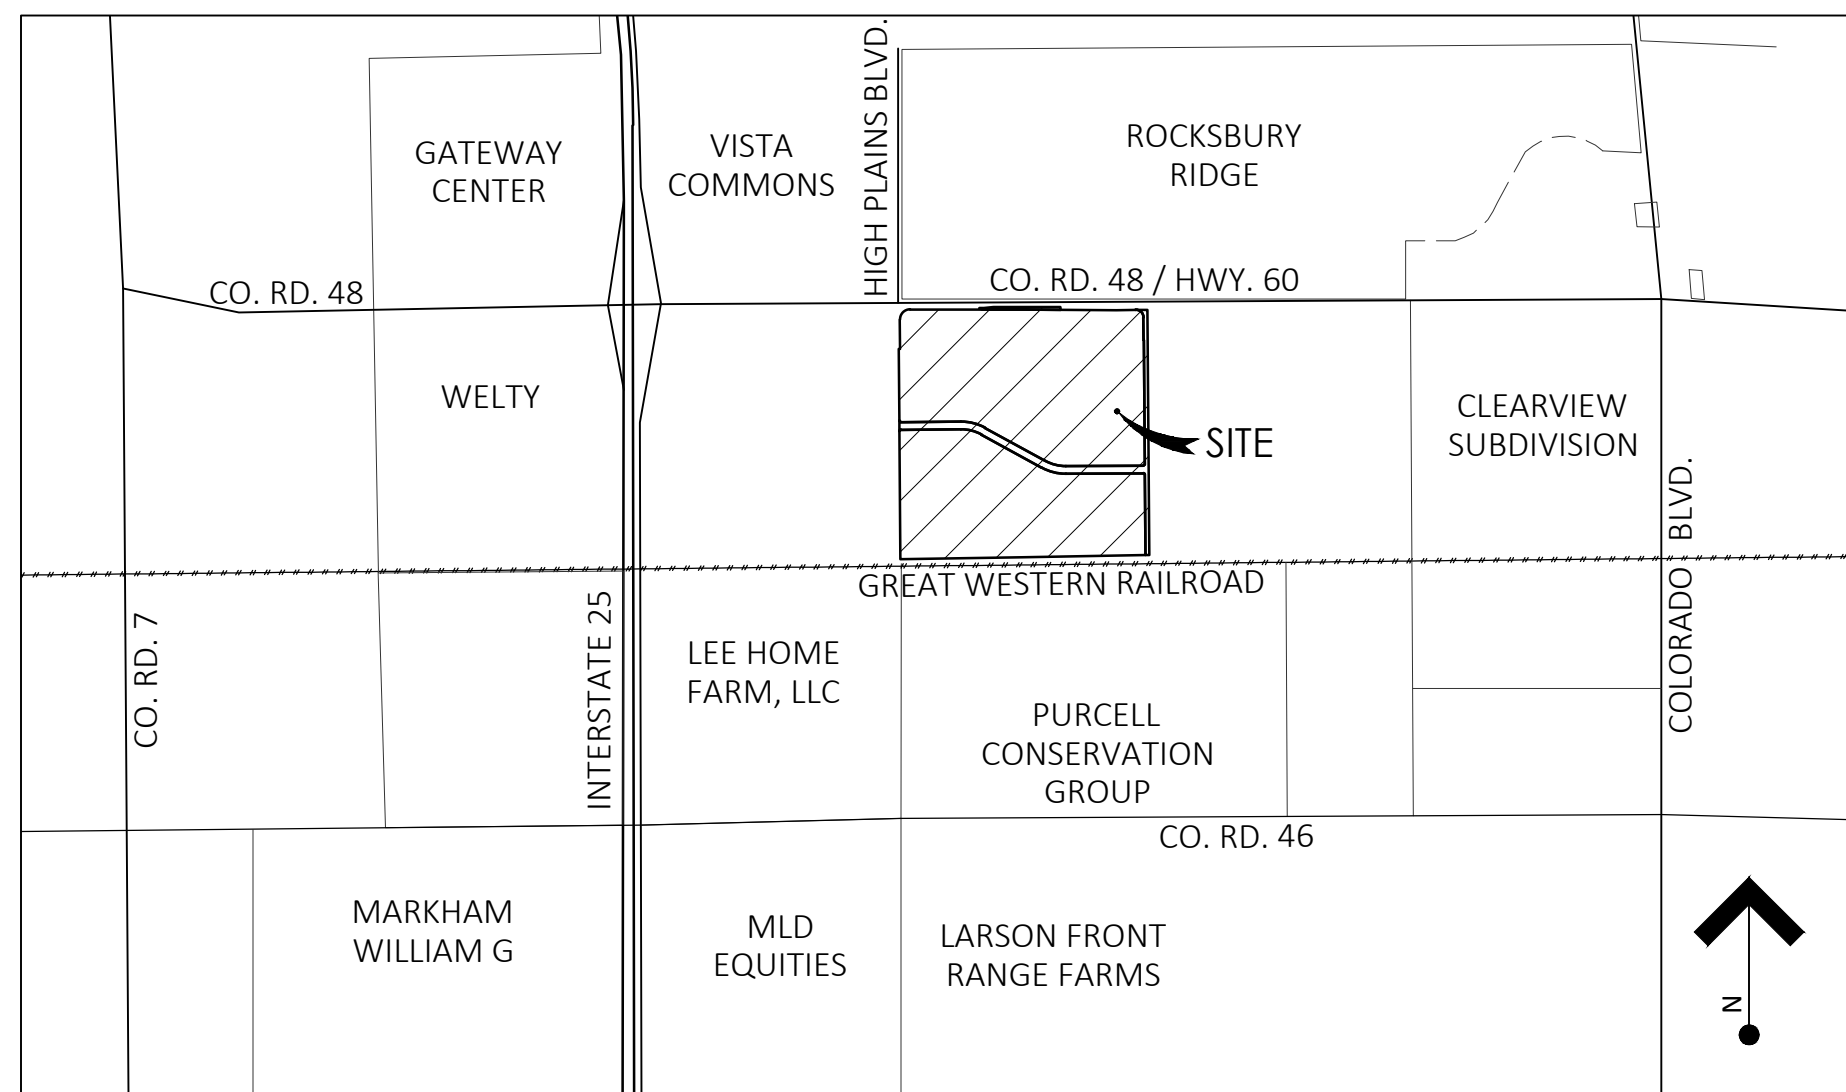 HIGH PLAINS BLVD.
GATEWAY
CENTER
VISTA
COMMONS
ROCKSBURY
RIDGE
CO. RD. 48
CO. RD. 48 / HWY. 60
WELTY
SITE
CLEARVIEW
SUBDIVISION
COLORADO BLVD.
GREAT WESTERN RAILROAD
CO. RD. 7
INTERSTATE 25
LEE HOME
FARM, LLC
PURCELL
CONSERVATION
GROUP
CO. RD. 46
MARKHAM
WILLIAM G
MLD
EQUITIES
LARSON FRONT
RANGE FARMS
N